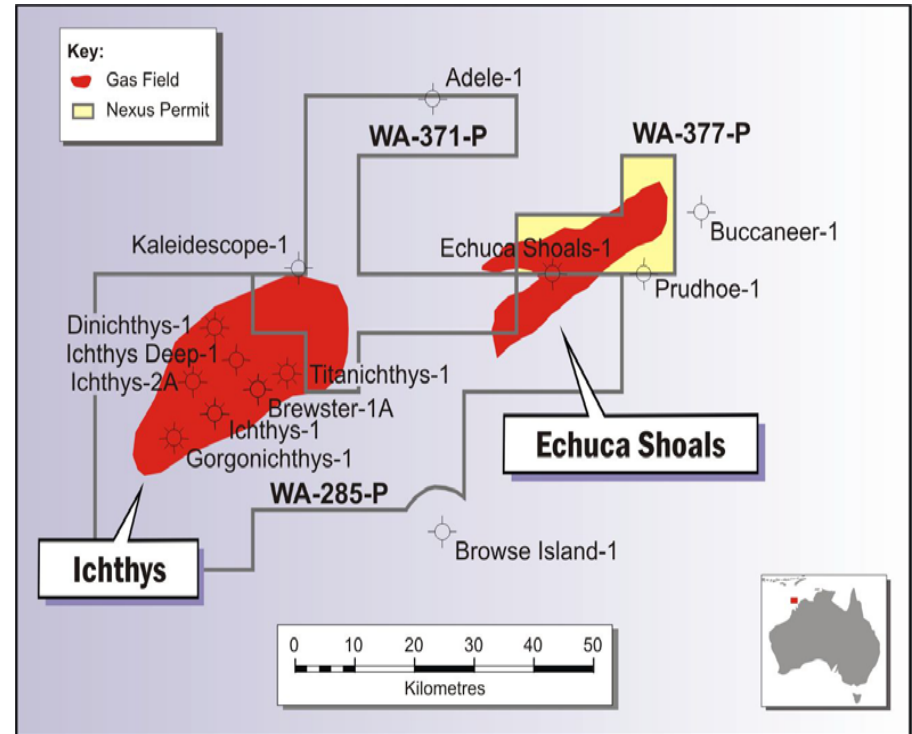 Key:
Gas Field
Nexus Permit
Adele-1
WA-371-P
WA-377-P
Buccaneer-1
Kaleidescope-1
Echuca Shoals-1
Prudhoe-1
Dinichthys-1
Ichthys Deep-1
Ichthys-2A
Titanichthys-1
Brewster-1A
Ichthys-1
Gorgonichthys-1
Echuca Shoals
WA-285-P
Browse Island-1
Ichthys
0 10 20 30 40 50
Kilometres